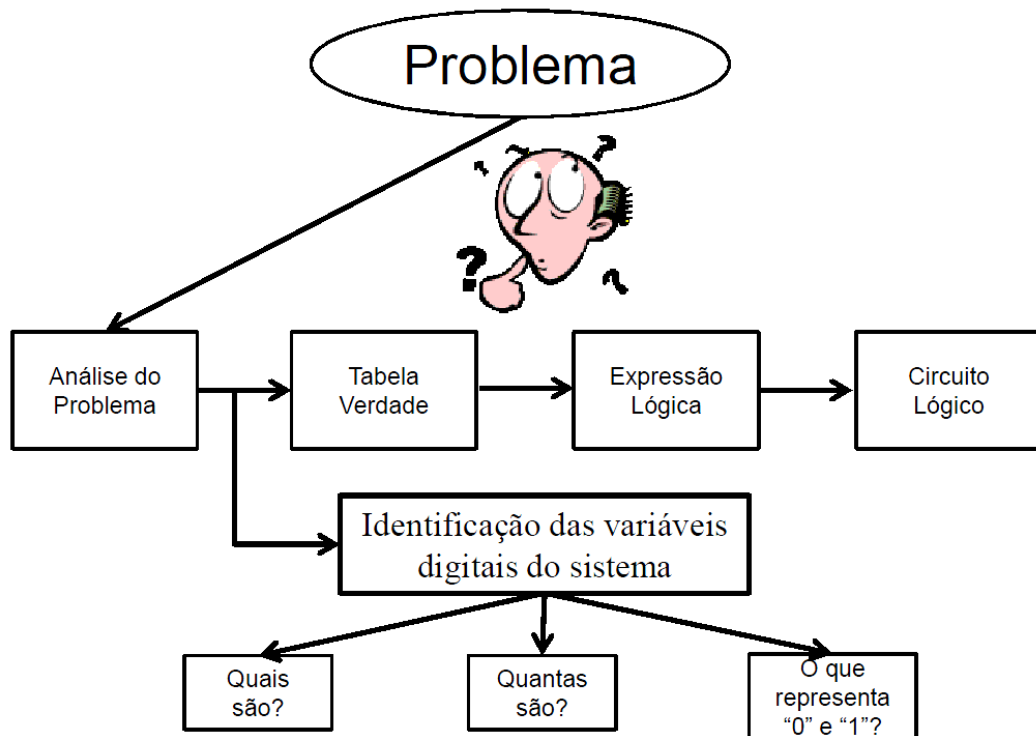 Problema
?
?
?
Análise do
Problema
Tabela
Verdade
Expressão
Lógica
Circuito
Lógico
Identificação das variáveis
digitais do sistema
Quais
são?
Quantas
são?
O que
representa
“0” e “1”?